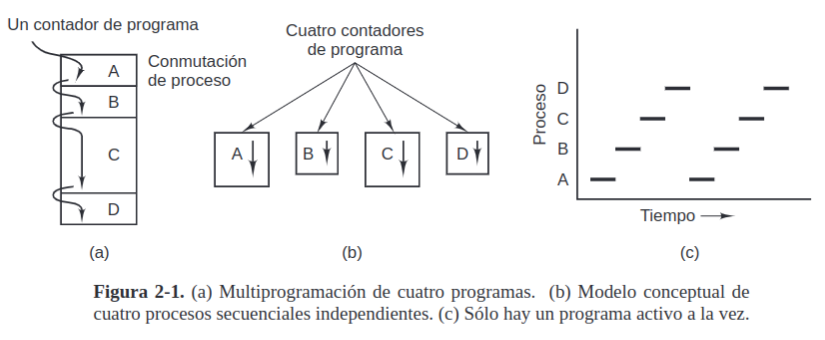 Un contador de programa
Conmutación
de proceso
A
B
C
D
(a)
Cuatro contadores
de programa
A
B
C
D
(b)
Proceso
D
C
B
A
Tiempo
(c)
Figura 2-1. (a) Multiprogramación de cuatro programas. (b) Modelo conceptual de
cuatro procesos secuenciales independientes. (c) Sólo hay un programa activo a la vez.